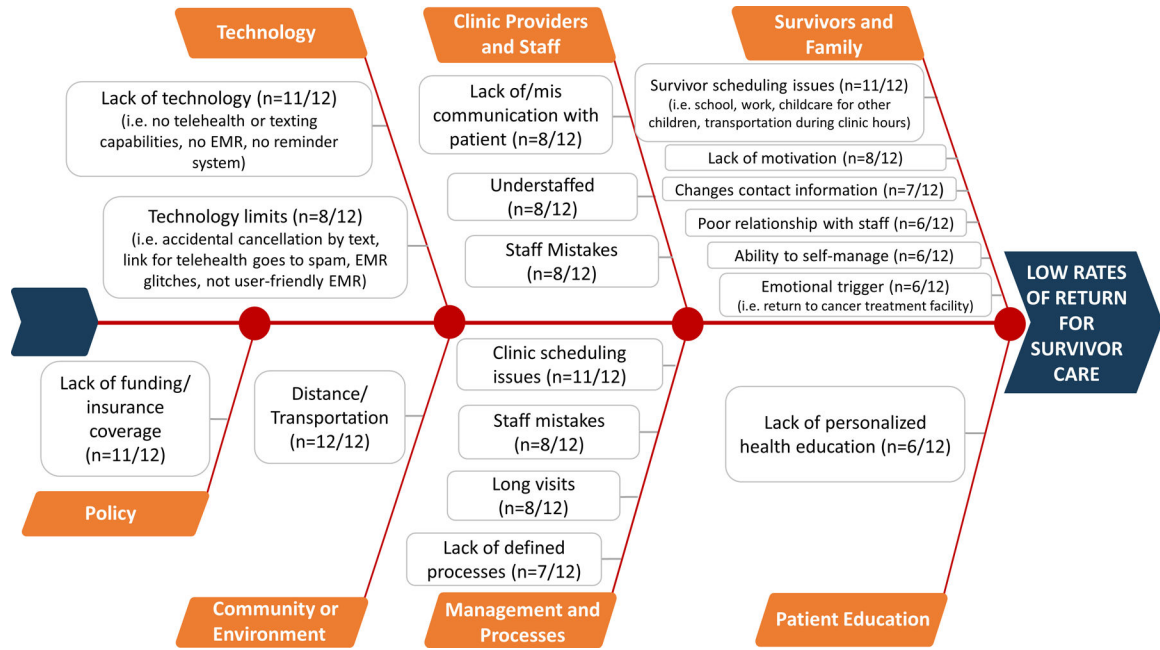 Technology
Lack of technology (n=11/12)
(i.e. no telehealth or texting
capabilities, no EMR, no reminder
system)
Technology limits (n=8/12)
(i.e. accidental cancellation by text,
link for telehealth goes to spam, EMR
glitches, not user-friendly EMR)
Clinic Providers
and Staff
Lack of/mis
communication with
patient (n=8/12)
Understaffed
(n=8/12)
Staff Mistakes
(n=8/12)
Survivors and
Family
Survivor scheduling issues (n=11/12)
(i.e. school, work, childcare for other
children, transportation during clinic hours)
Lack of motivation (n=8/12)
Changes contact information (n=7/12)
Poor relationship with staff (n=6/12)
Ability to self-manage (n=6/12)
Emotional trigger (n=6/12)
(i.e. return to cancer treatment facility)
LOW RATES
OF RETURN
FOR
SURVIVOR
CARE
Lack of funding/
insurance
coverage
(n=11/12)
Policy
Distance/
Transportation
(n=12/12)
Community or
Environment
Clinic scheduling
issues (n=11/12)
Staff mistakes
(n=8/12)
Long visits
(n=8/12)
Lack of defined
processes (n=7/12)
Management and
Processes
Lack of personalized
health education (n=6/12)
Patient Education